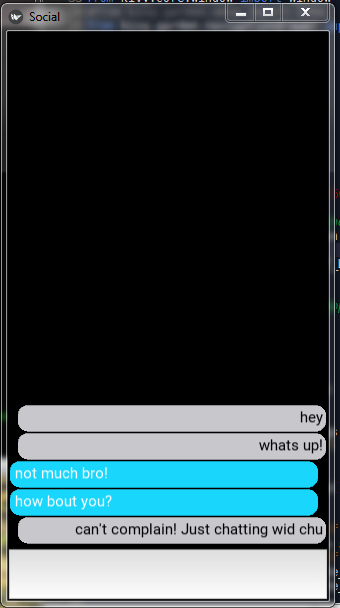 Social
hey
whats up!
not much bro!
how bout you?
can't complain! Just chatting wid chu